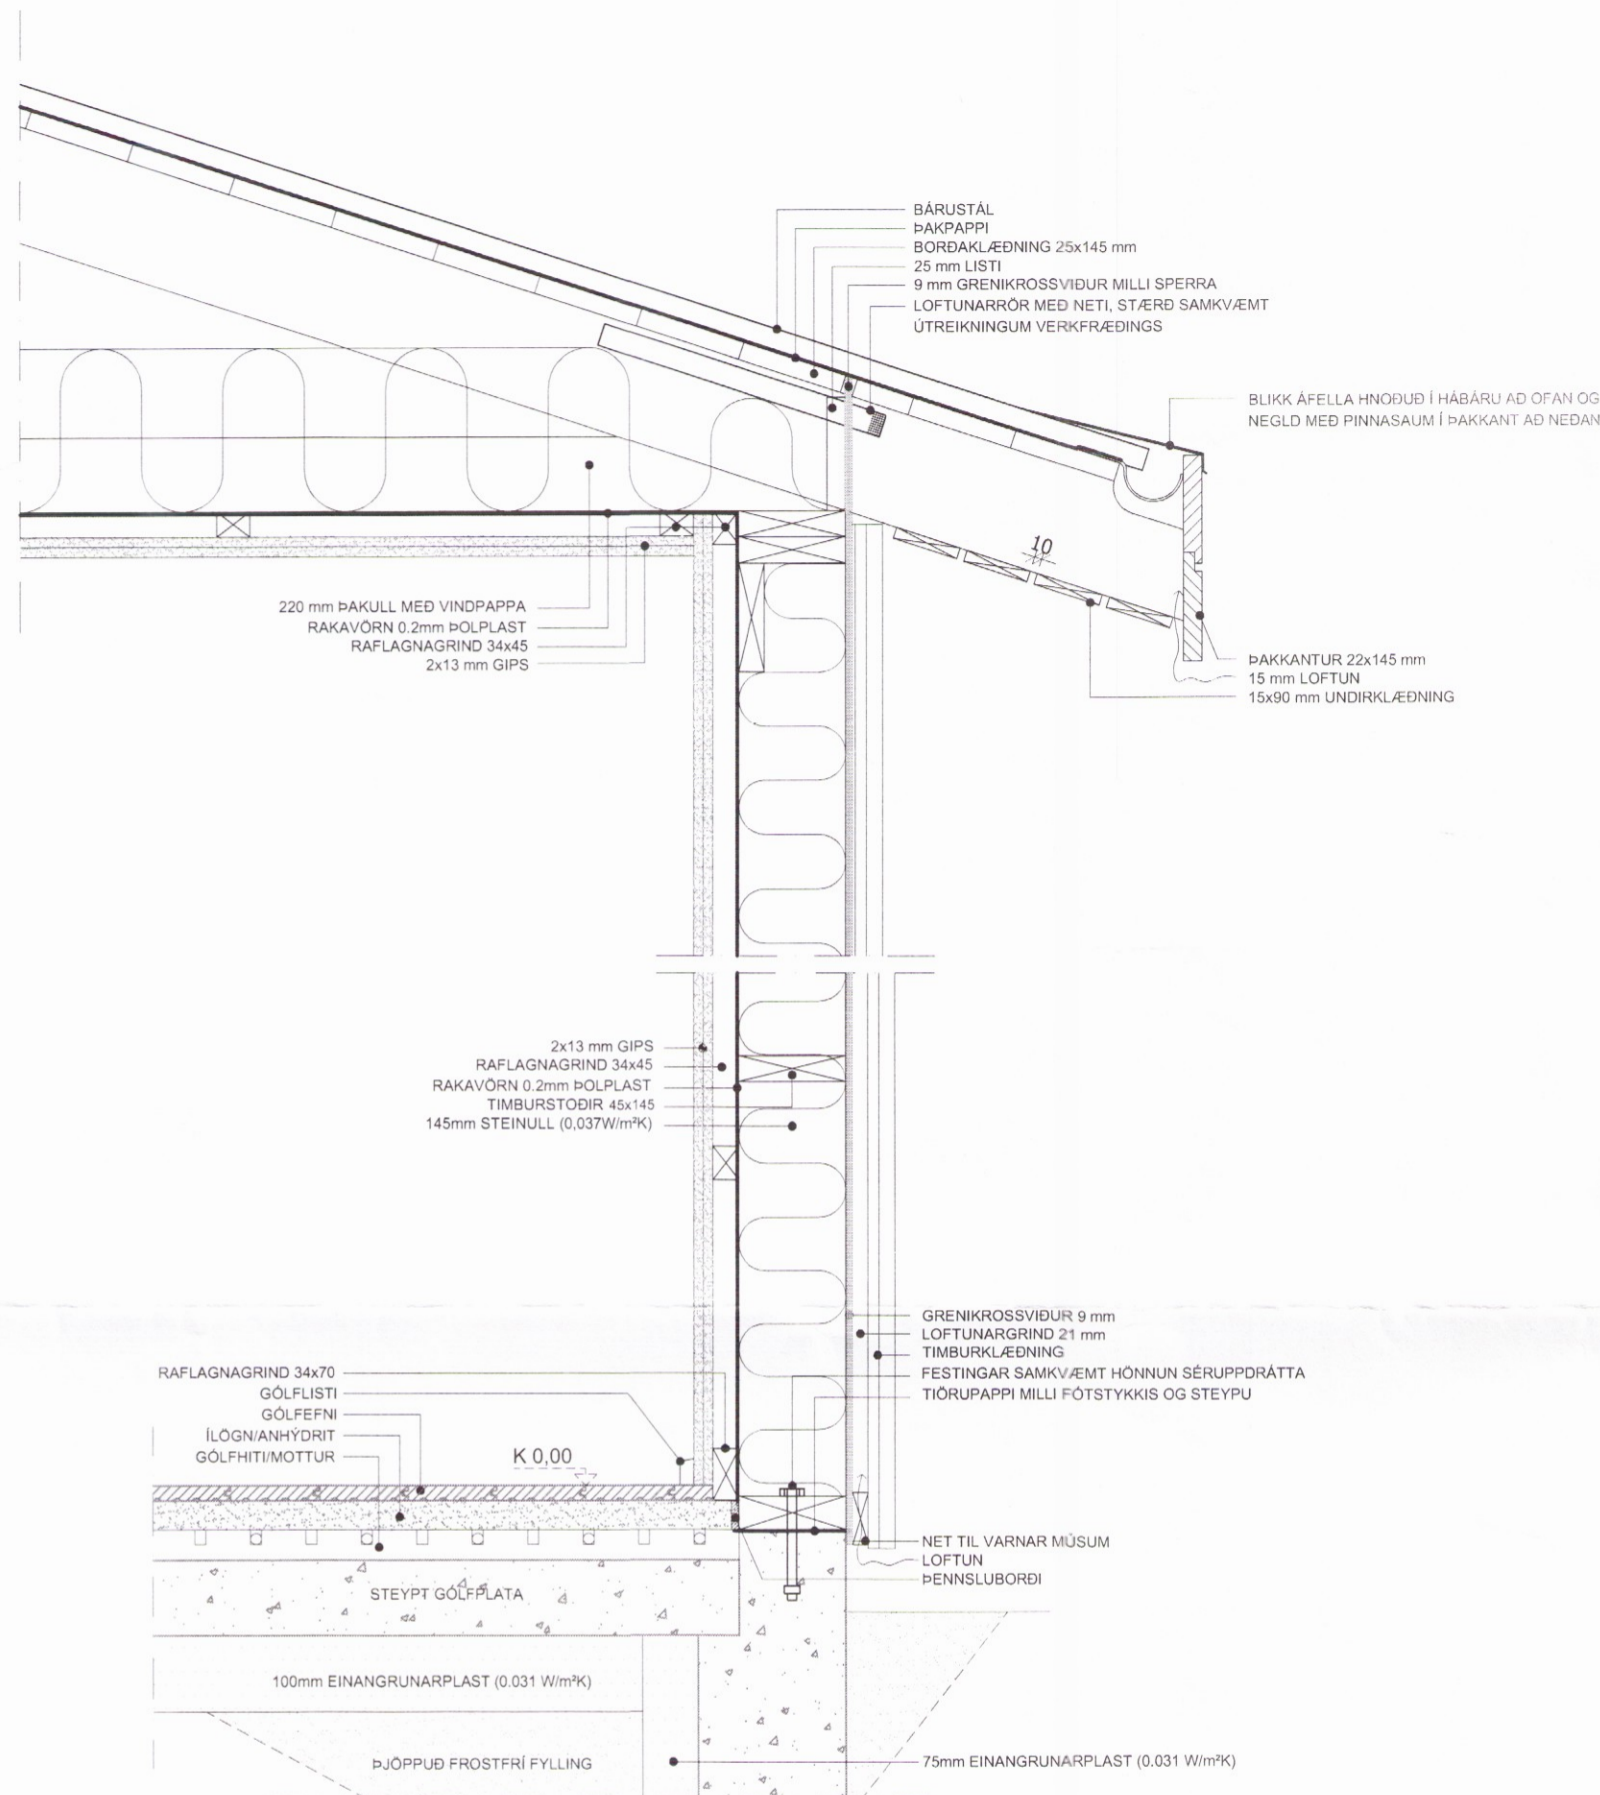 BÁRUSTÁL
ÞAKPAPPI
BORÐAKLÆÐNING 25x145 mm
25 mm LISTI
9 mm GRENIKROSSVIÐUR MILLI SPERRA
LOFTUNARRÖR MEÐ NETI, STÆRÐ SAMKVÆMT
ÚTREIKNINGUM VERKFRÆÐINGS
BLIKK ÁFELLA HNOÐUÐ Í HÁBÁRU AÐ OFAN OG
NEGLD MEÐ PINNASAUM Í ÞAKKANT AÐ NEÐAN
10
220 mm ÞAKULL MEÐ VINDPAPPA
RAKAVÖRN 0.2mm ÞOLPLAST
RAFLAGNAGRIND 34x45
2x13 mm GIPS
ÞAKKANTUR 22x145 mm
15 mm LOFTUN
15x90 mm UNDIRKLÆÐNING
2x13 mm GIPS
RAFLAGNAGRIND 34x45
RAKAVÖRN 0.2mm ÞOLPLAST
TIMBURSTOÐIR 45x145
145mm STEINULL (0,037W/m²K)
GRENIKROSSVIÐUR 9 mm
LOFTUNARGRIND 21 mm
TIMBURKLÆÐNING
FESTINGAR SAMKVÆMT HÖNNUN SÉRUPPDRÁTTA
TIÖRUPAPPI MILLI FÓTSTYKKIS OG STEYPU
RAFLAGNAGRIND 34x70
GÓLFLISTI
GÓLFEFNI
ÍLÖGN/ANHÝDRIT
GÓLFHITI/MOTTUR
K 0,00
NET TIL VARNAR MÚSUM
LOFTUN
ÞENNSLUBORÐI
STEYPT GÓLFPLATA
100mm EINANGRUNARPLAST (0.031 W/m²K)
ÞJÖPPUÐ FROSTFRÍ FYLLING
75mm EINANGRUNARPLAST (0.031 W/m²K)